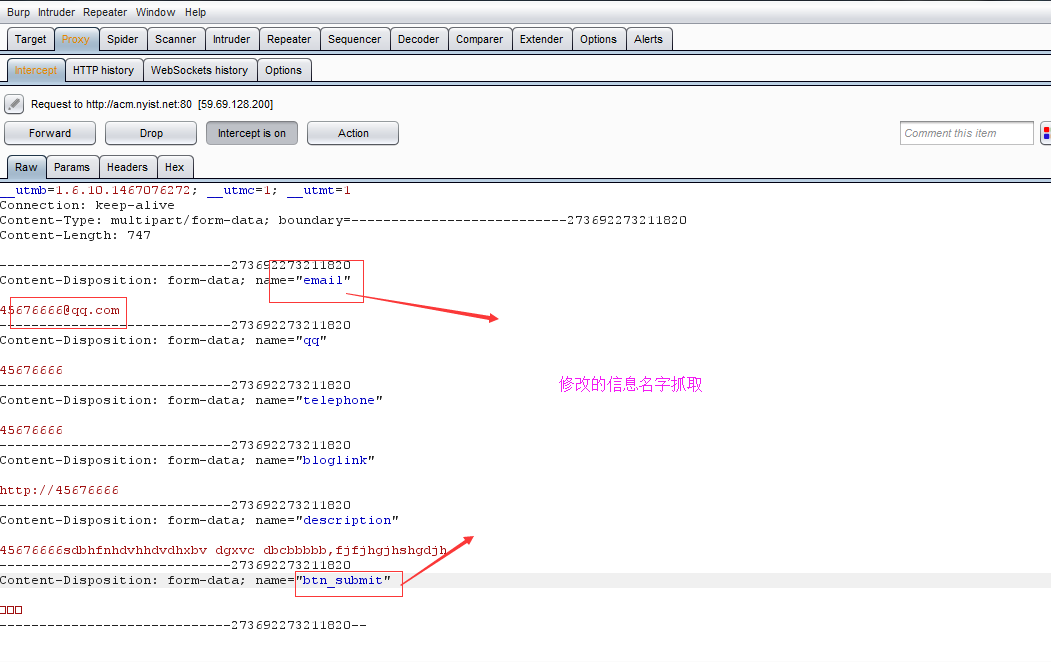 Burp Intruder Repeater Window Help
Target Proxy Spider Scanner Intruder Repeater Sequencer Decoder Comparer Extender Options Alerts
Intercept HTTP history WebSockets history Options
Request to http://acm.nyist.net:80 [59.69.128.200]
Forward Drop Intercept is on Action Comment this item
Raw Params Headers Hex
__utmb=1.6.10.1467076272; __utmc=1; __utmt=1
Connection: keep-alive
Content-Type: multipart/form-data; boundary=---------------------------273692273211820
Content-Length: 747
-----------------------------273692273211820
Content-Disposition: form-data; name="email"
45676666@qq.com
-----------------------------273692273211820
Content-Disposition: form-data; name="qq"
45676666
-----------------------------273692273211820
修改的信息名字抓取
Content-Disposition: form-data; name="telephone"
45676666
-----------------------------273692273211820
Content-Disposition: form-data; name="bloglink"
http://45676666
-----------------------------273692273211820
Content-Disposition: form-data; name="description"
45676666sdbhfnhdvhhdvdhxbv dgxvc dbcbbbbb,fjfjhgjhshgdjh
-----------------------------273692273211820
Content-Disposition: form-data; name="btn_submit"
□□□
-----------------------------273692273211820--